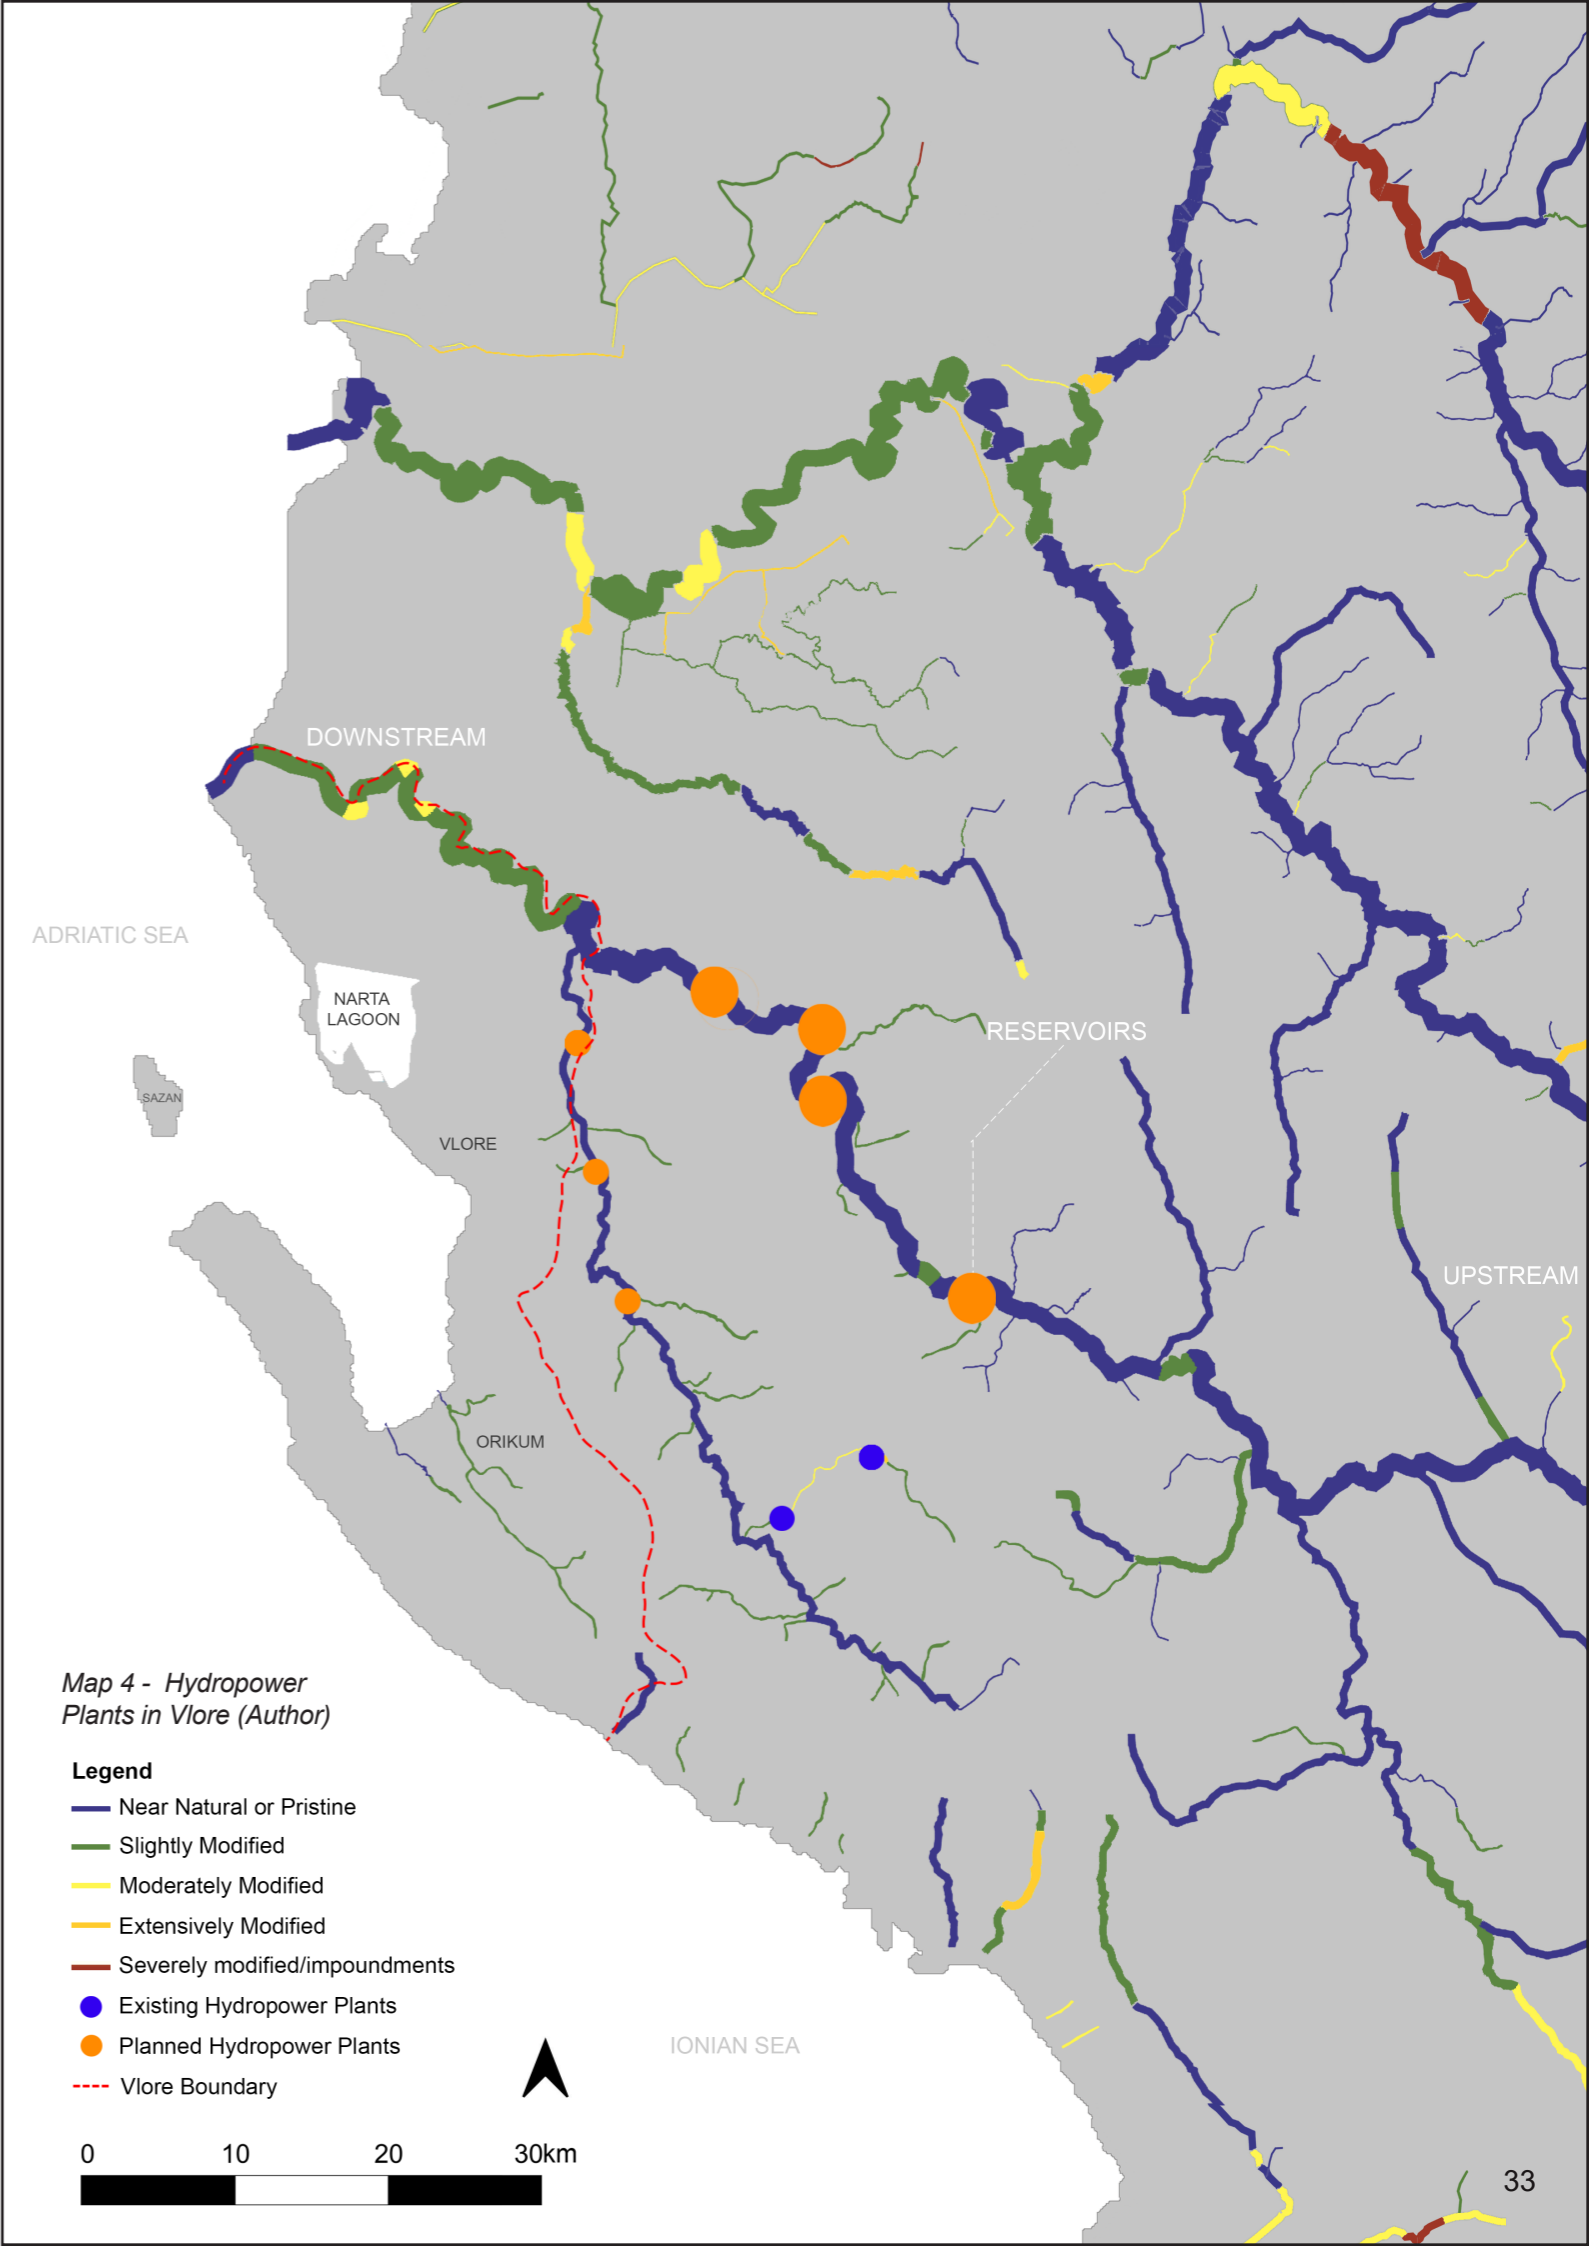 DOWNSTREAM
ADRIATIC SEA
NARTA
LAGOON
RESERVOIRS
SAZAN
VLORE
UPSTREAM
ORIKUM
Map 4 - Hydropower
Plants in Vlore (Author)
Legend
Near Natural or Pristine
Slightly Modified
Moderately Modified
Extensively Modified
Severely modified/impoundments
Existing Hydropower Plants
Planned Hydropower Plants
Vlore Boundary
IONIAN SEA
0 10 20 30km
33